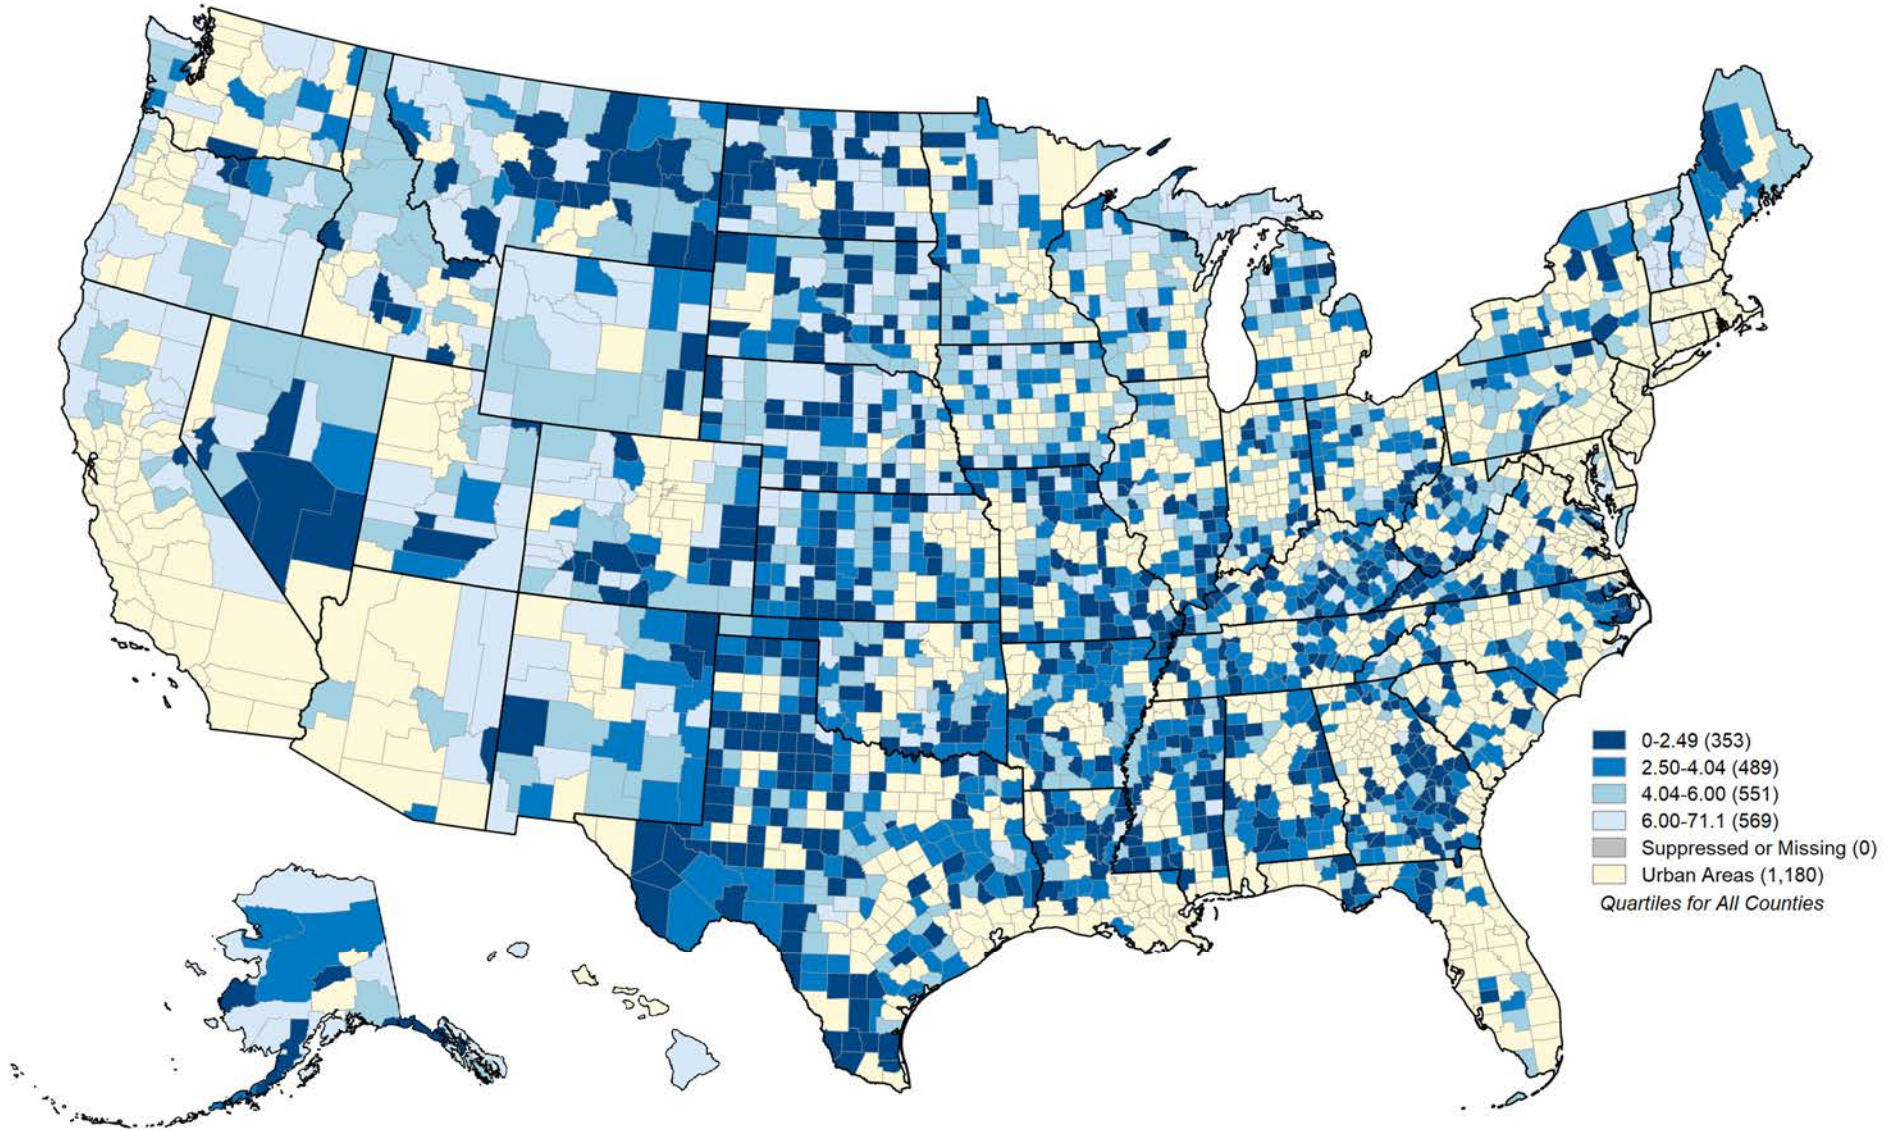 0-2.49 (353)
2.50-4.04 (489)
4.04-6.00 (551)
6.00-71.1 (569)
Suppressed or Missing (0)
Urban Areas (1,180)
Quartiles for All Counties